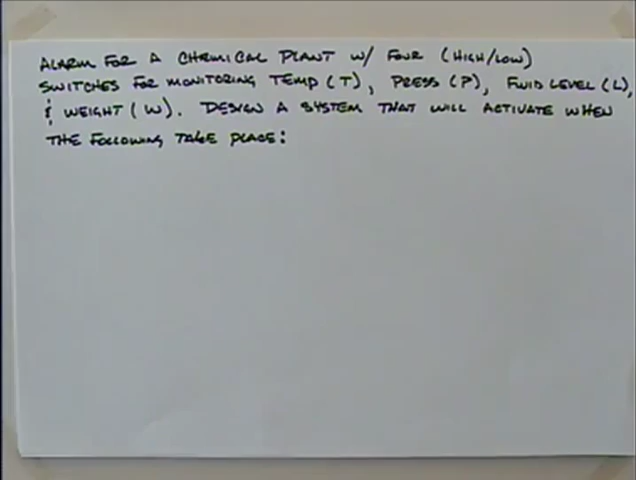 ALARM FOR A CHEMICAL PLANT W/ FOUR (HIGH/LOW)
SWITCHES FOR MONITORING TEMP (T), PRESS (P), FLUID LEVEL (L),
& WEIGHT (W). DESIGN A SYSTEM THAT WILL ACTIVATE WHEN
THE FOLLOWING TAKE PLACE: